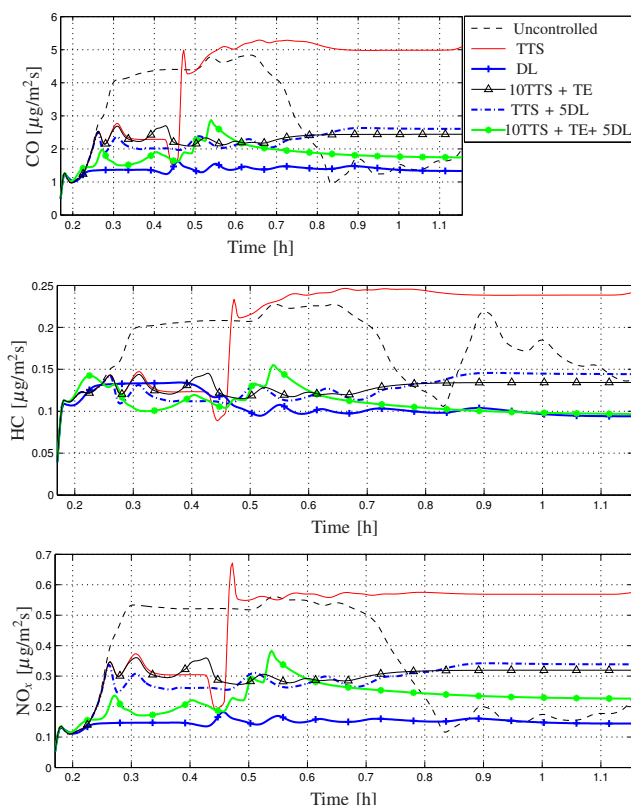 6
5
4
3
2
1
0
CO [μg/m²s]
0.2 0.3 0.4 0.5 0.6 0.7 0.8 0.9 1.0 1.1
Time [h]
Uncontrolled
TTS
DL
10TTS + TE
TTS + 5DL
10TTS + TE+ 5DL
0.25
0.20
0.15
0.1
0.05
0
HC [μg/m²s]
0.2 0.3 0.4 0.5 0.6 0.7 0.8 0.9 1 1.1
Time [h]
0.7
0.6
0.5
0.4
0.3
0.2
0.1
0
NOₓ [μg/m²s]
0.2 0.3 0.4 0.5 0.6 0.7 0.8 0.9 1 1.1
Time [h]